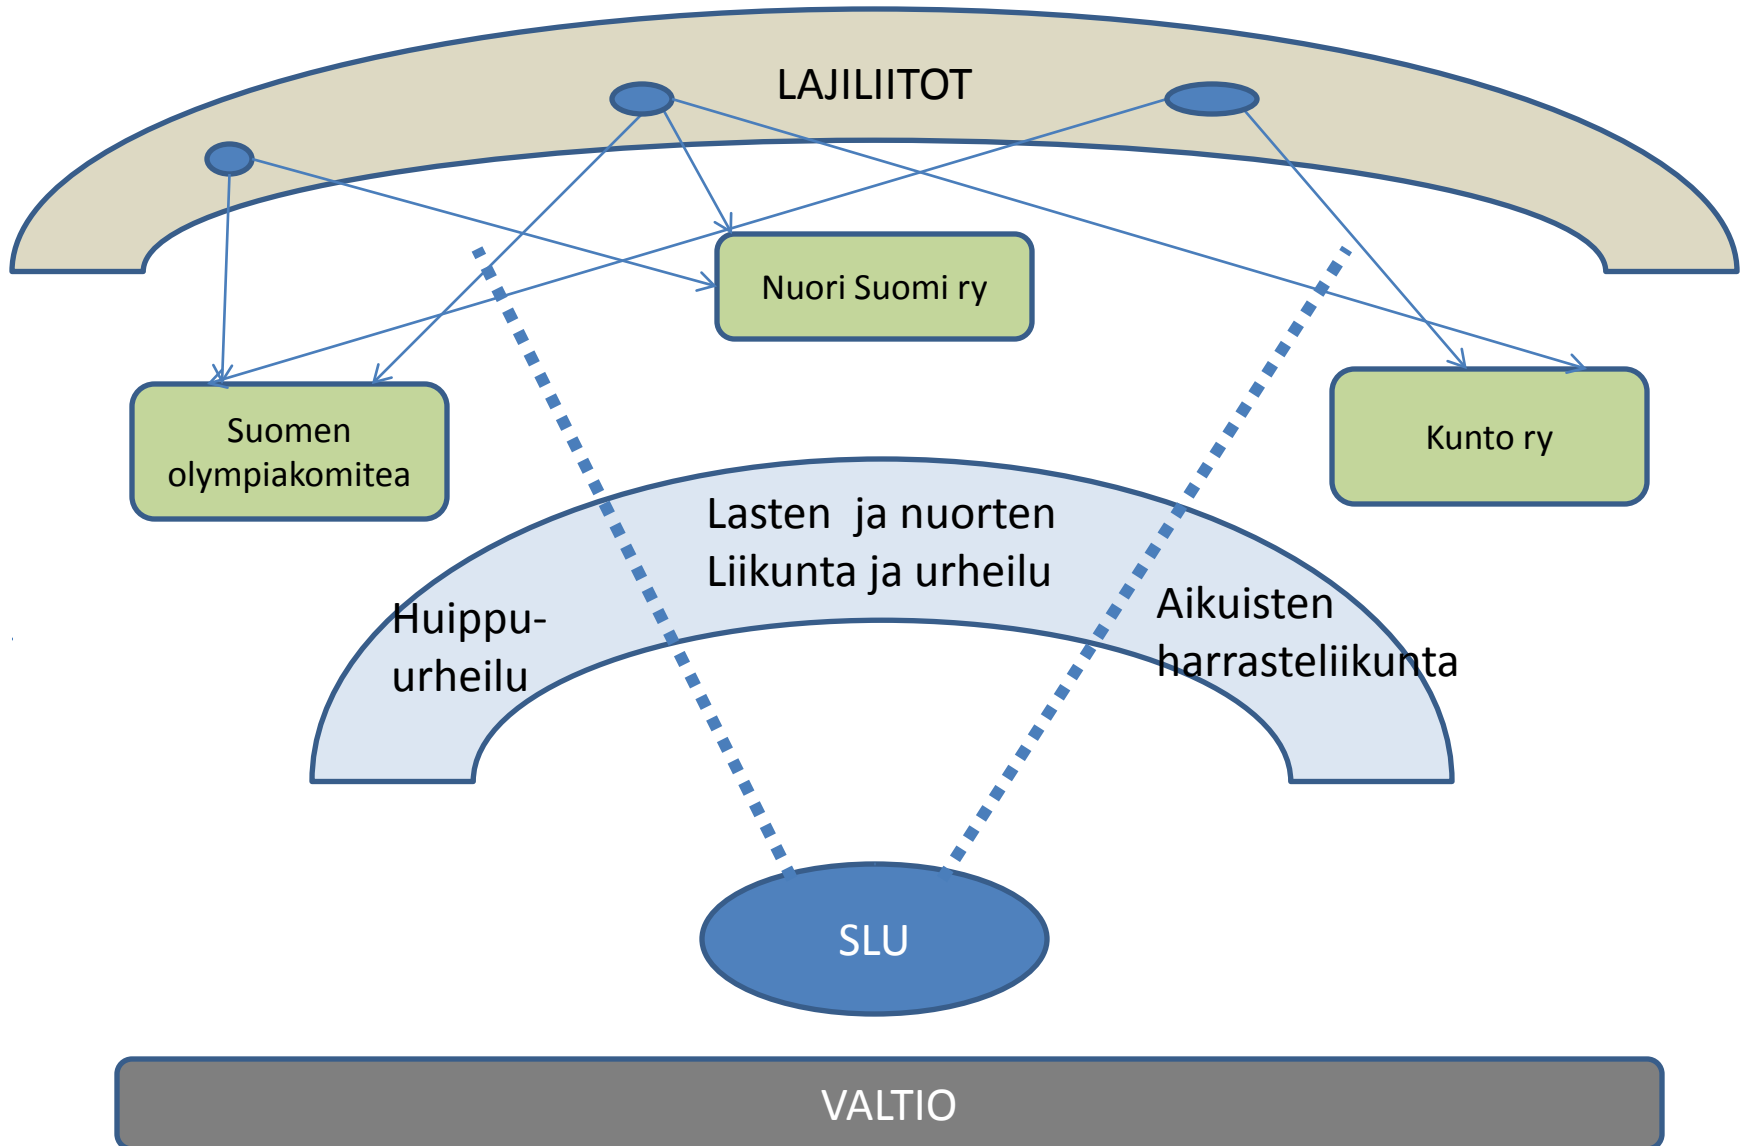 LAJILIITOT
Nuori Suomi ry
Suomen
olympiakomitea
Kunto ry
Lasten  ja nuorten
Liikunta ja urheilu
Huippu-
urheilu
Aikuisten
harrasteliikunta
SLU
VALTIO